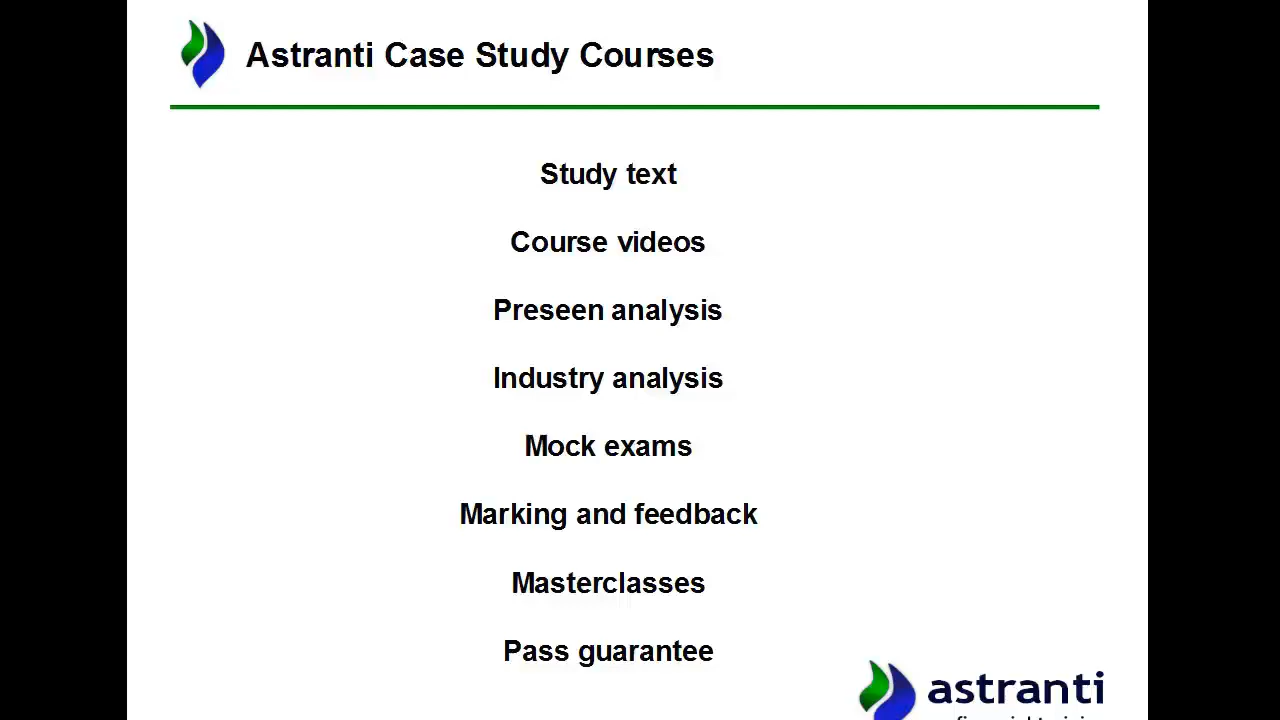 Astranti Case Study Courses
Study text
Course videos
Preseen analysis
Industry analysis
Mock exams
Marking and feedback
Masterclasses
Pass guarantee
astranti